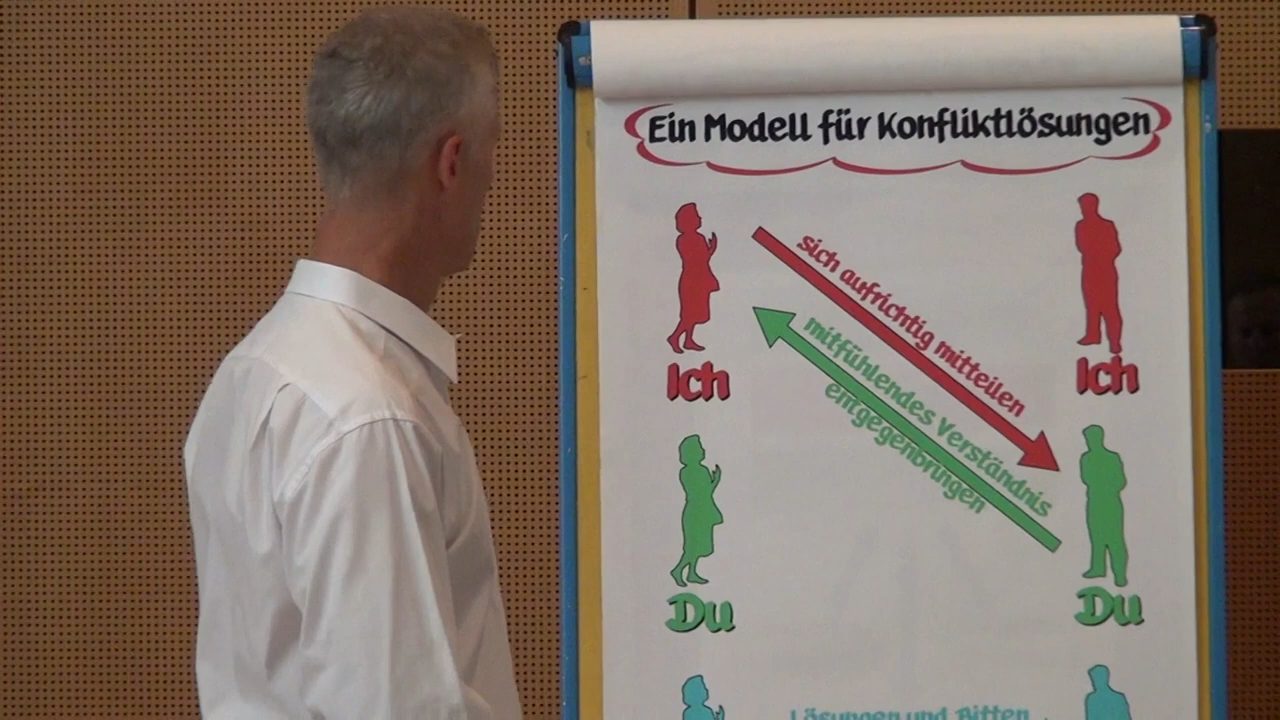 Ein Modell für Konfliktlösungen
sich aufrichtig mitteilen
mitfühlendes Verständnis
entgegenbringen
Ich
Ich
Du
Du
Lösungen und Bitten